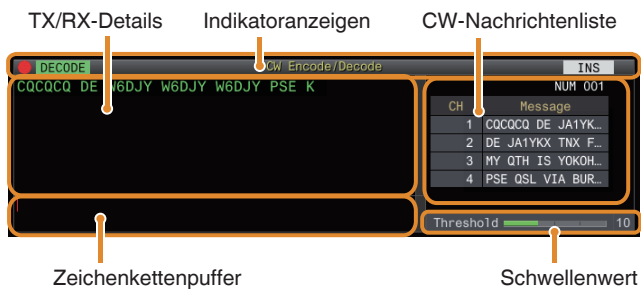 TX/RX-Details Indikatoranzeigen CW-Nachrichtenliste
DECODE CW Encode/Decode INS
CQCQCQ DE W6DJY W6DJY W6DJY PSE K
NUM 001
CH Message
1 CQCQCQ DE JA1YK…
2 DE JA1YKX TNX F…
3 MY QTH IS YOKOH…
4 PSE QSL VIA BUR…
Threshold 10
Zeichenkettenpuffer Schwellenwert